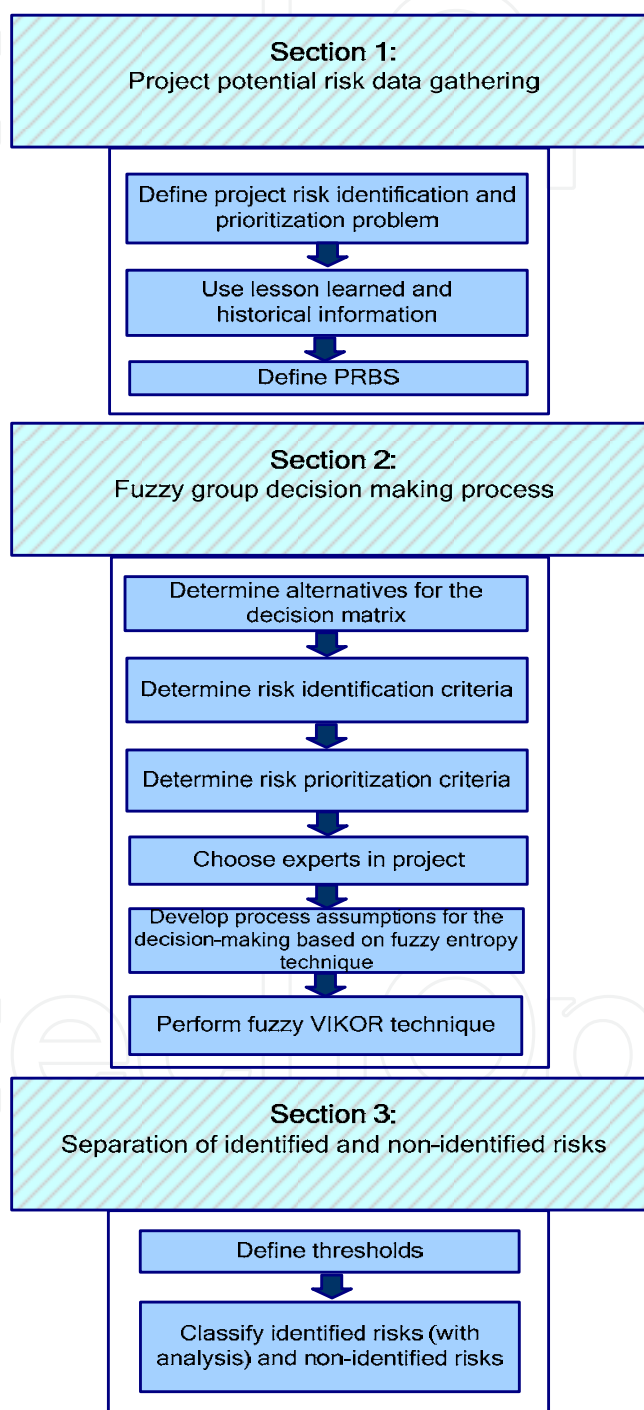 Section 1:
Project potential risk data gathering
Define project risk identification and
prioritization problem
Use lesson learned and
historical information
Define PRBS
Section 2:
Fuzzy group decision making process
Determine alternatives for the
decision matrix
Determine risk identification criteria
Determine risk prioritization criteria
Choose experts in project
Develop process assumptions for the
decision-making based on fuzzy entropy
technique
Perform fuzzy VIKOR technique
Section 3:
Separation of identified and non-identified risks
Define thresholds
Classify identified risks (with
analysis) and non-identified risks